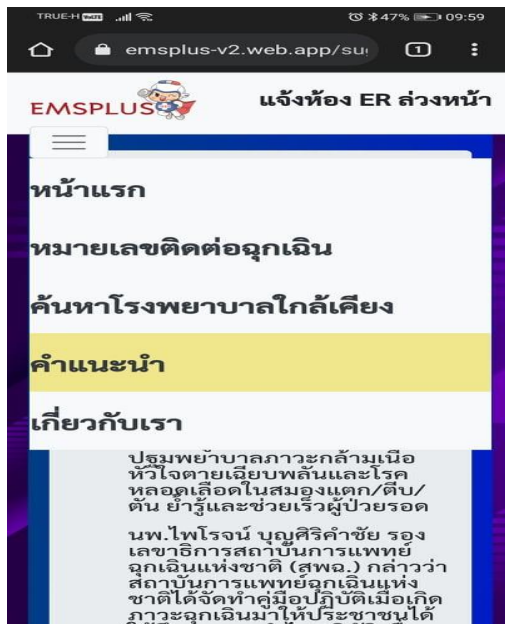 TRUE-H 47% 09:59
emsplus-v2.web.app/su 1
EMSPLUS แจ้งห้อง ER ล่วงหน้า
หน้าแรก
หมายเลขติดต่อฉุกเฉิน
ค้นหาโรงพยาบาลใกล้เคียง
คำแนะนำ
เกี่ยวกับเรา
ปฐมพยาบาลภาวะกล้ามเนื้อ
หัวใจตายเฉียบพลันและโรค
หลอดเลือดในสมองแตก/ตีบ/
ตัน ย้ำรู้และช่วยเร็วผู้ป่วยรอด
นพ.ไพโรจน์ บุญศิริคำชัย รอง
เลขาธิการสถาบันการแพทย์
ฉุกเฉินแห่งชาติ (สพฉ.) กล่าวว่า
สถาบันการแพทย์ฉุกเฉินแห่ง
ชาติได้จัดทำคู่มือปฏิบัติเมื่อเกิด
ภาวะฉุกเฉินมาให้ประชาชนได้